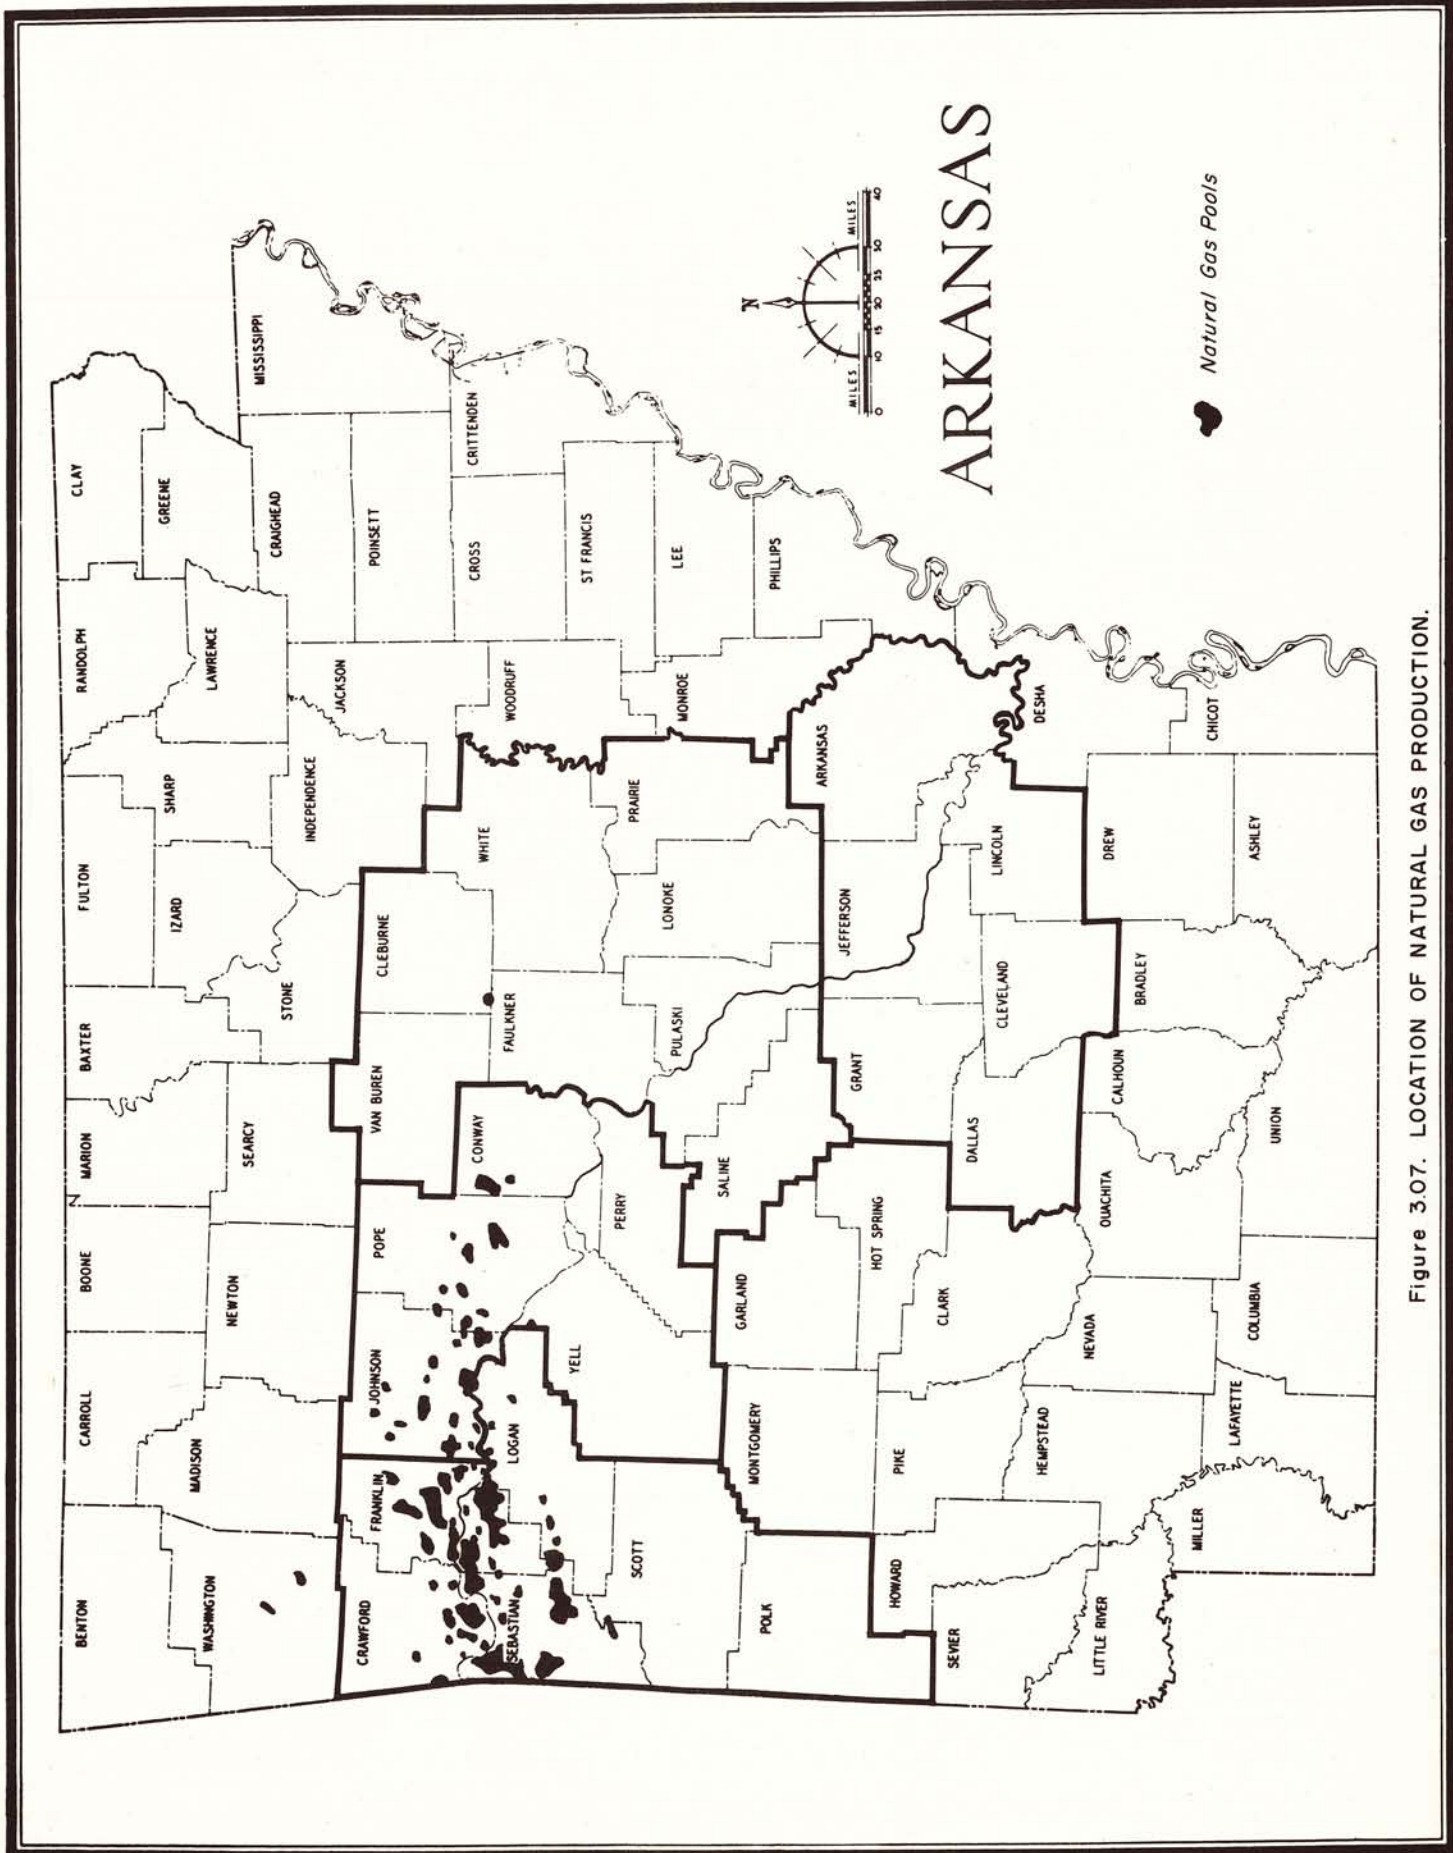 BENTON
CARROLL
BOONE
MARION
BAXTER
FULTON
RANDOLPH
CLAY
WASHINGTON
MADISON
NEWTON
SEARCY
STONE
IZARD
SHARP
LAWRENCE
GREENE
INDEPENDENCE
JACKSON
CRAIGHEAD
MISSISSIPPI
CRAWFORD
FRANKLIN
JOHNSON
POPE
VAN BUREN
CLEBURNE
POINSETT
SEBASTIAN
LOGAN
CONWAY
FAULKNER
WHITE
WOODRUFF
CROSS
CRITTENDEN
SCOTT
YELL
PERRY
PULASKI
LONOKE
PRAIRIE
MONROE
ST FRANCIS
LEE
POLK
MONTGOMERY
GARLAND
SALINE
PHILLIPS
HOWARD
PIKE
HOT SPRING
GRANT
JEFFERSON
ARKANSAS
SEVIER
CLARK
DALLAS
CLEVELAND
LINCOLN
DESHA
LITTLE RIVER
HEMPSTEAD
NEVADA
OUACHITA
CALHOUN
BRADLEY
DREW
CHICOT
MILLER
LAFAYETTE
COLUMBIA
UNION
ASHLEY
N
MILES MILES
0 10 15 20 25 30 40
ARKANSAS
Natural Gas Pools
Figure 3.07. LOCATION OF NATURAL GAS PRODUCTION.